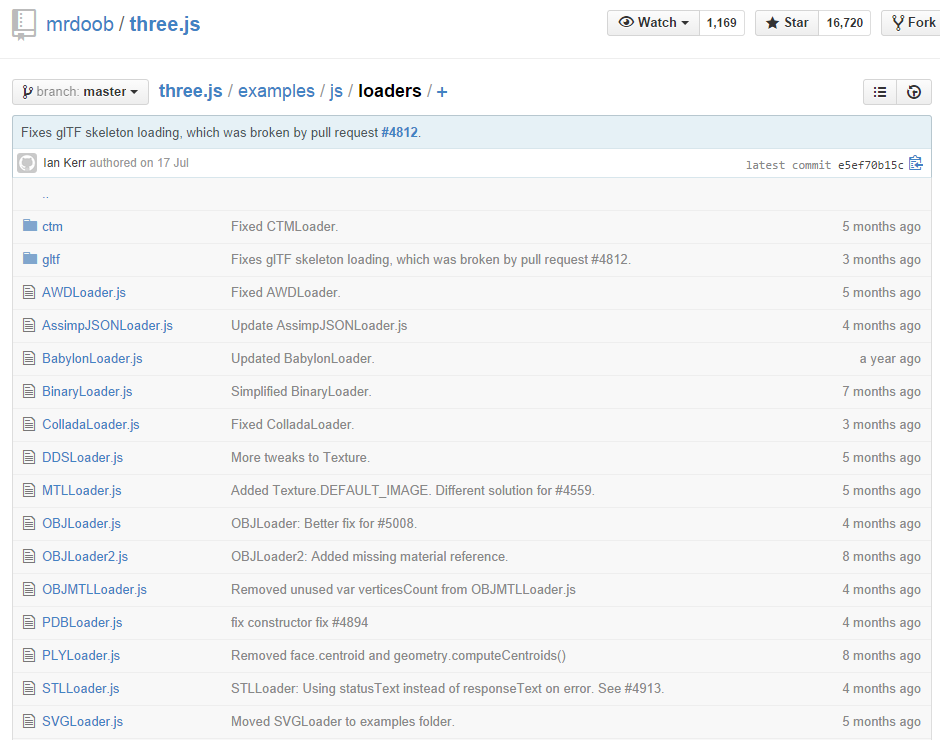 mrdoob / three.js Watch 1,169 Star 16,720 Fork
branch: master three.js / examples / js / loaders / +
Fixes glTF skeleton loading, which was broken by pull request #4812.
Ian Kerr authored on 17 Jul latest commit e5ef70b15c
..
ctm Fixed CTMLoader. 5 months ago
gltf Fixes glTF skeleton loading, which was broken by pull request #4812. 3 months ago
AWDLoader.js Fixed AWDLoader. 5 months ago
AssimpJSONLoader.js Update AssimpJSONLoader.js 4 months ago
BabylonLoader.js Updated BabylonLoader. a year ago
BinaryLoader.js Simplified BinaryLoader. 7 months ago
ColladaLoader.js Fixed ColladaLoader. 3 months ago
DDSLoader.js More tweaks to Texture. 5 months ago
MTLLoader.js Added Texture.DEFAULT_IMAGE. Different solution for #4559. 5 months ago
OBJLoader.js OBJLoader: Better fix for #5008. 4 months ago
OBJLoader2.js OBJLoader2: Added missing material reference. 8 months ago
OBJMTLLoader.js Removed unused var verticesCount from OBJMTLLoader.js 4 months ago
PDBLoader.js fix constructor fix #4894 4 months ago
PLYLoader.js Removed face.centroid and geometry.computeCentroids() 8 months ago
STLLoader.js STLLoader: Using statusText instead of responseText on error. See #4913. 4 months ago
SVGLoader.js Moved SVGLoader to examples folder. 5 months ago